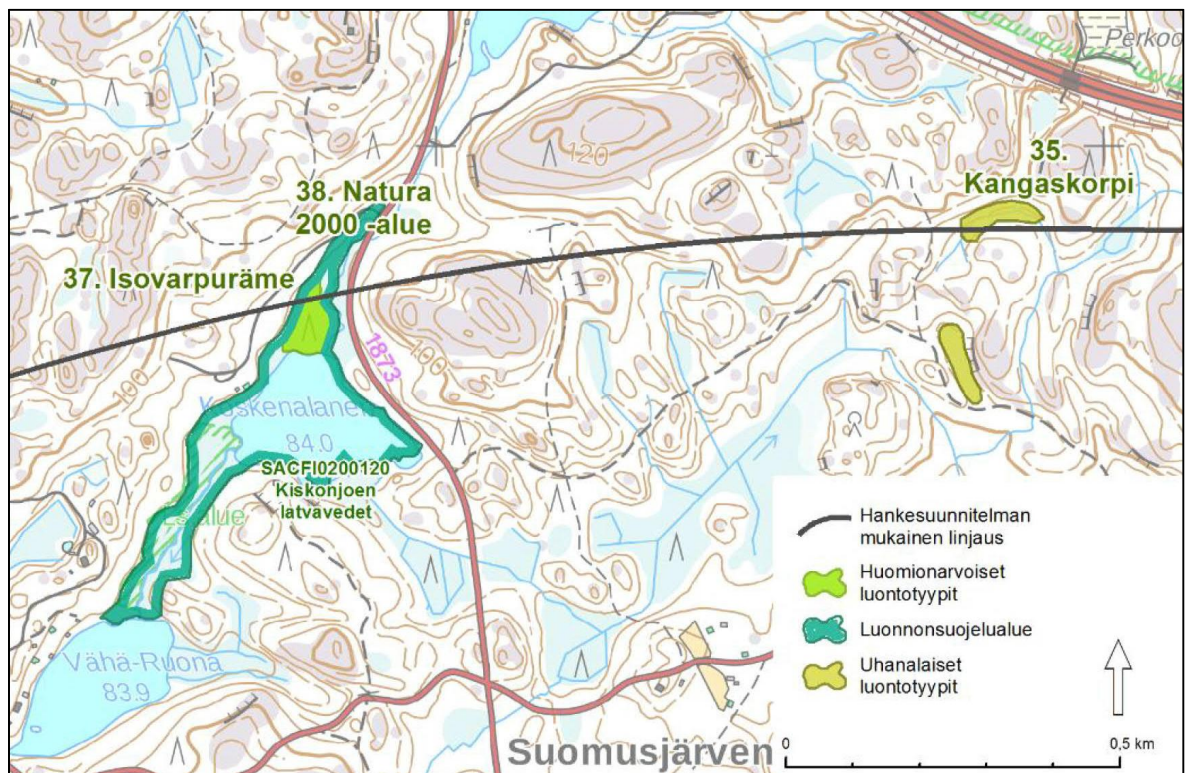 Perkoo
35.
Kangaskorpi
120
38. Natura
2000 -alue
37. Isovarpuräme
1873
100
100
Koskenalanen
84.0
SACFI0200120
Kiskonjoen
latvavedet
Vähä-Ruona
83.9
Suomusjärven
Hankesuunnitelman
mukainen linjaus
Huomionarvoiset
luontotyypit
Luonnonsuojelualue
Uhanalaiset
luontotyypit
0
0,5 km